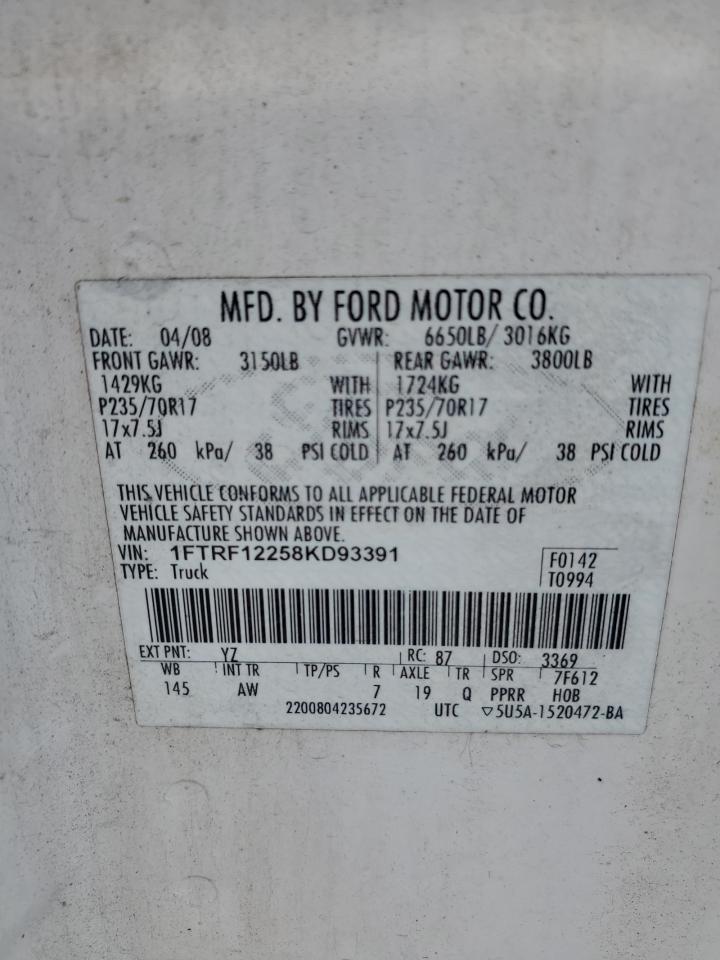 MFD. BY FORD MOTOR CO.
DATE: 04/08 GVWR: 6650LB/ 3016KG
FRONT GAWR: 3150LB REAR GAWR: 3800LB
1429KG WITH 1724KG WITH
P235/70R17 TIRES P235/70R17 TIRES
17x7.5J RIMS 17x7.5J RIMS
AT 260 kPa/ 38 PSI COLD AT 260 kPa/ 38 PSI COLD
THIS VEHICLE CONFORMS TO ALL APPLICABLE FEDERAL MOTOR
VEHICLE SAFETY STANDARDS IN EFFECT ON THE DATE OF
MANUFACTURE SHOWN ABOVE.
VIN: 1FTRF12258KD93391 F0142
TYPE: Truck T0994
EXT PNT: YZ RC: 87 DSO: 3369
WB INT TR TP/PS R AXLE TR SPR 7F612
145 AW 7 19 Q PPRR HOB
2200804235672 UTC ▽5U5A-1520472-BA